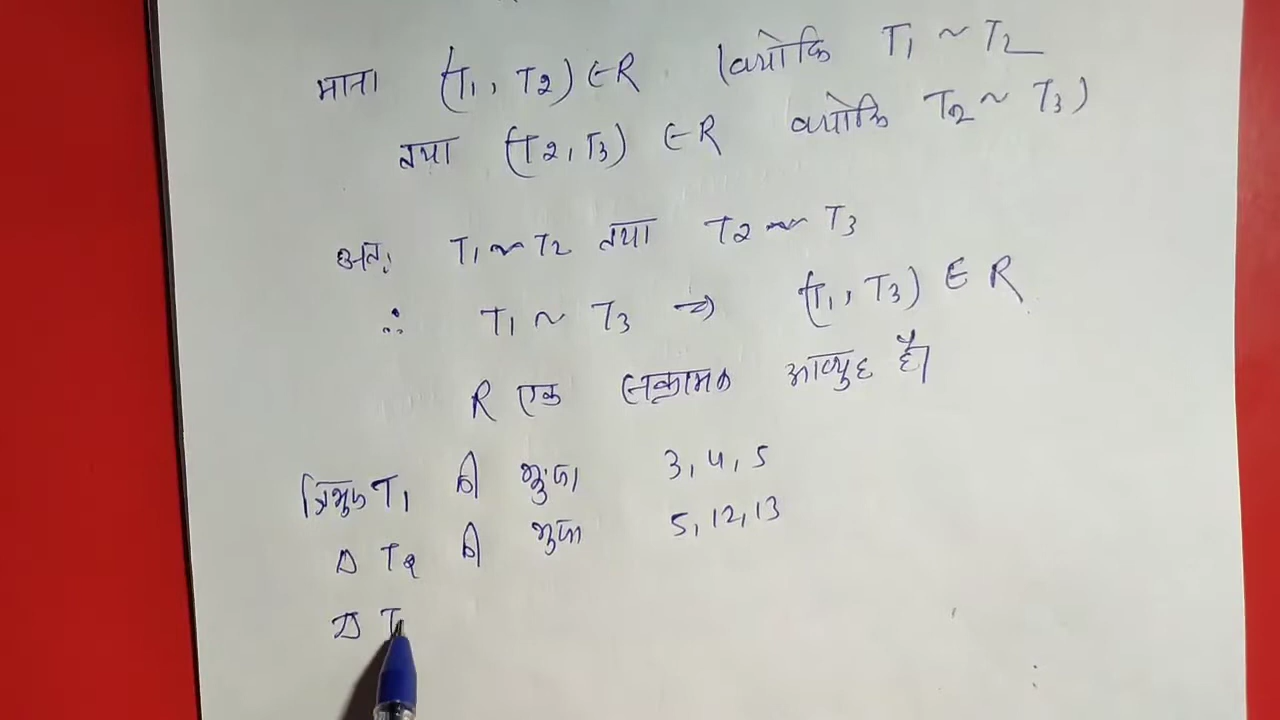 माना (T1, T2) ∈ R (क्योकि T1 ~ T2
तथा (T2, T3) ∈ R क्योकि T2 ~ T3)
अतः T1 ~ T2 तथा T2 ~ T3
∴ T1 ~ T3 ⇒ (T1, T3) ∈ R
R एक सक्रामक आव्युह है।
त्रिभुज T1 की भुजा 3, 4, 5
Δ T2 की भुजा 5, 12, 13
Δ T